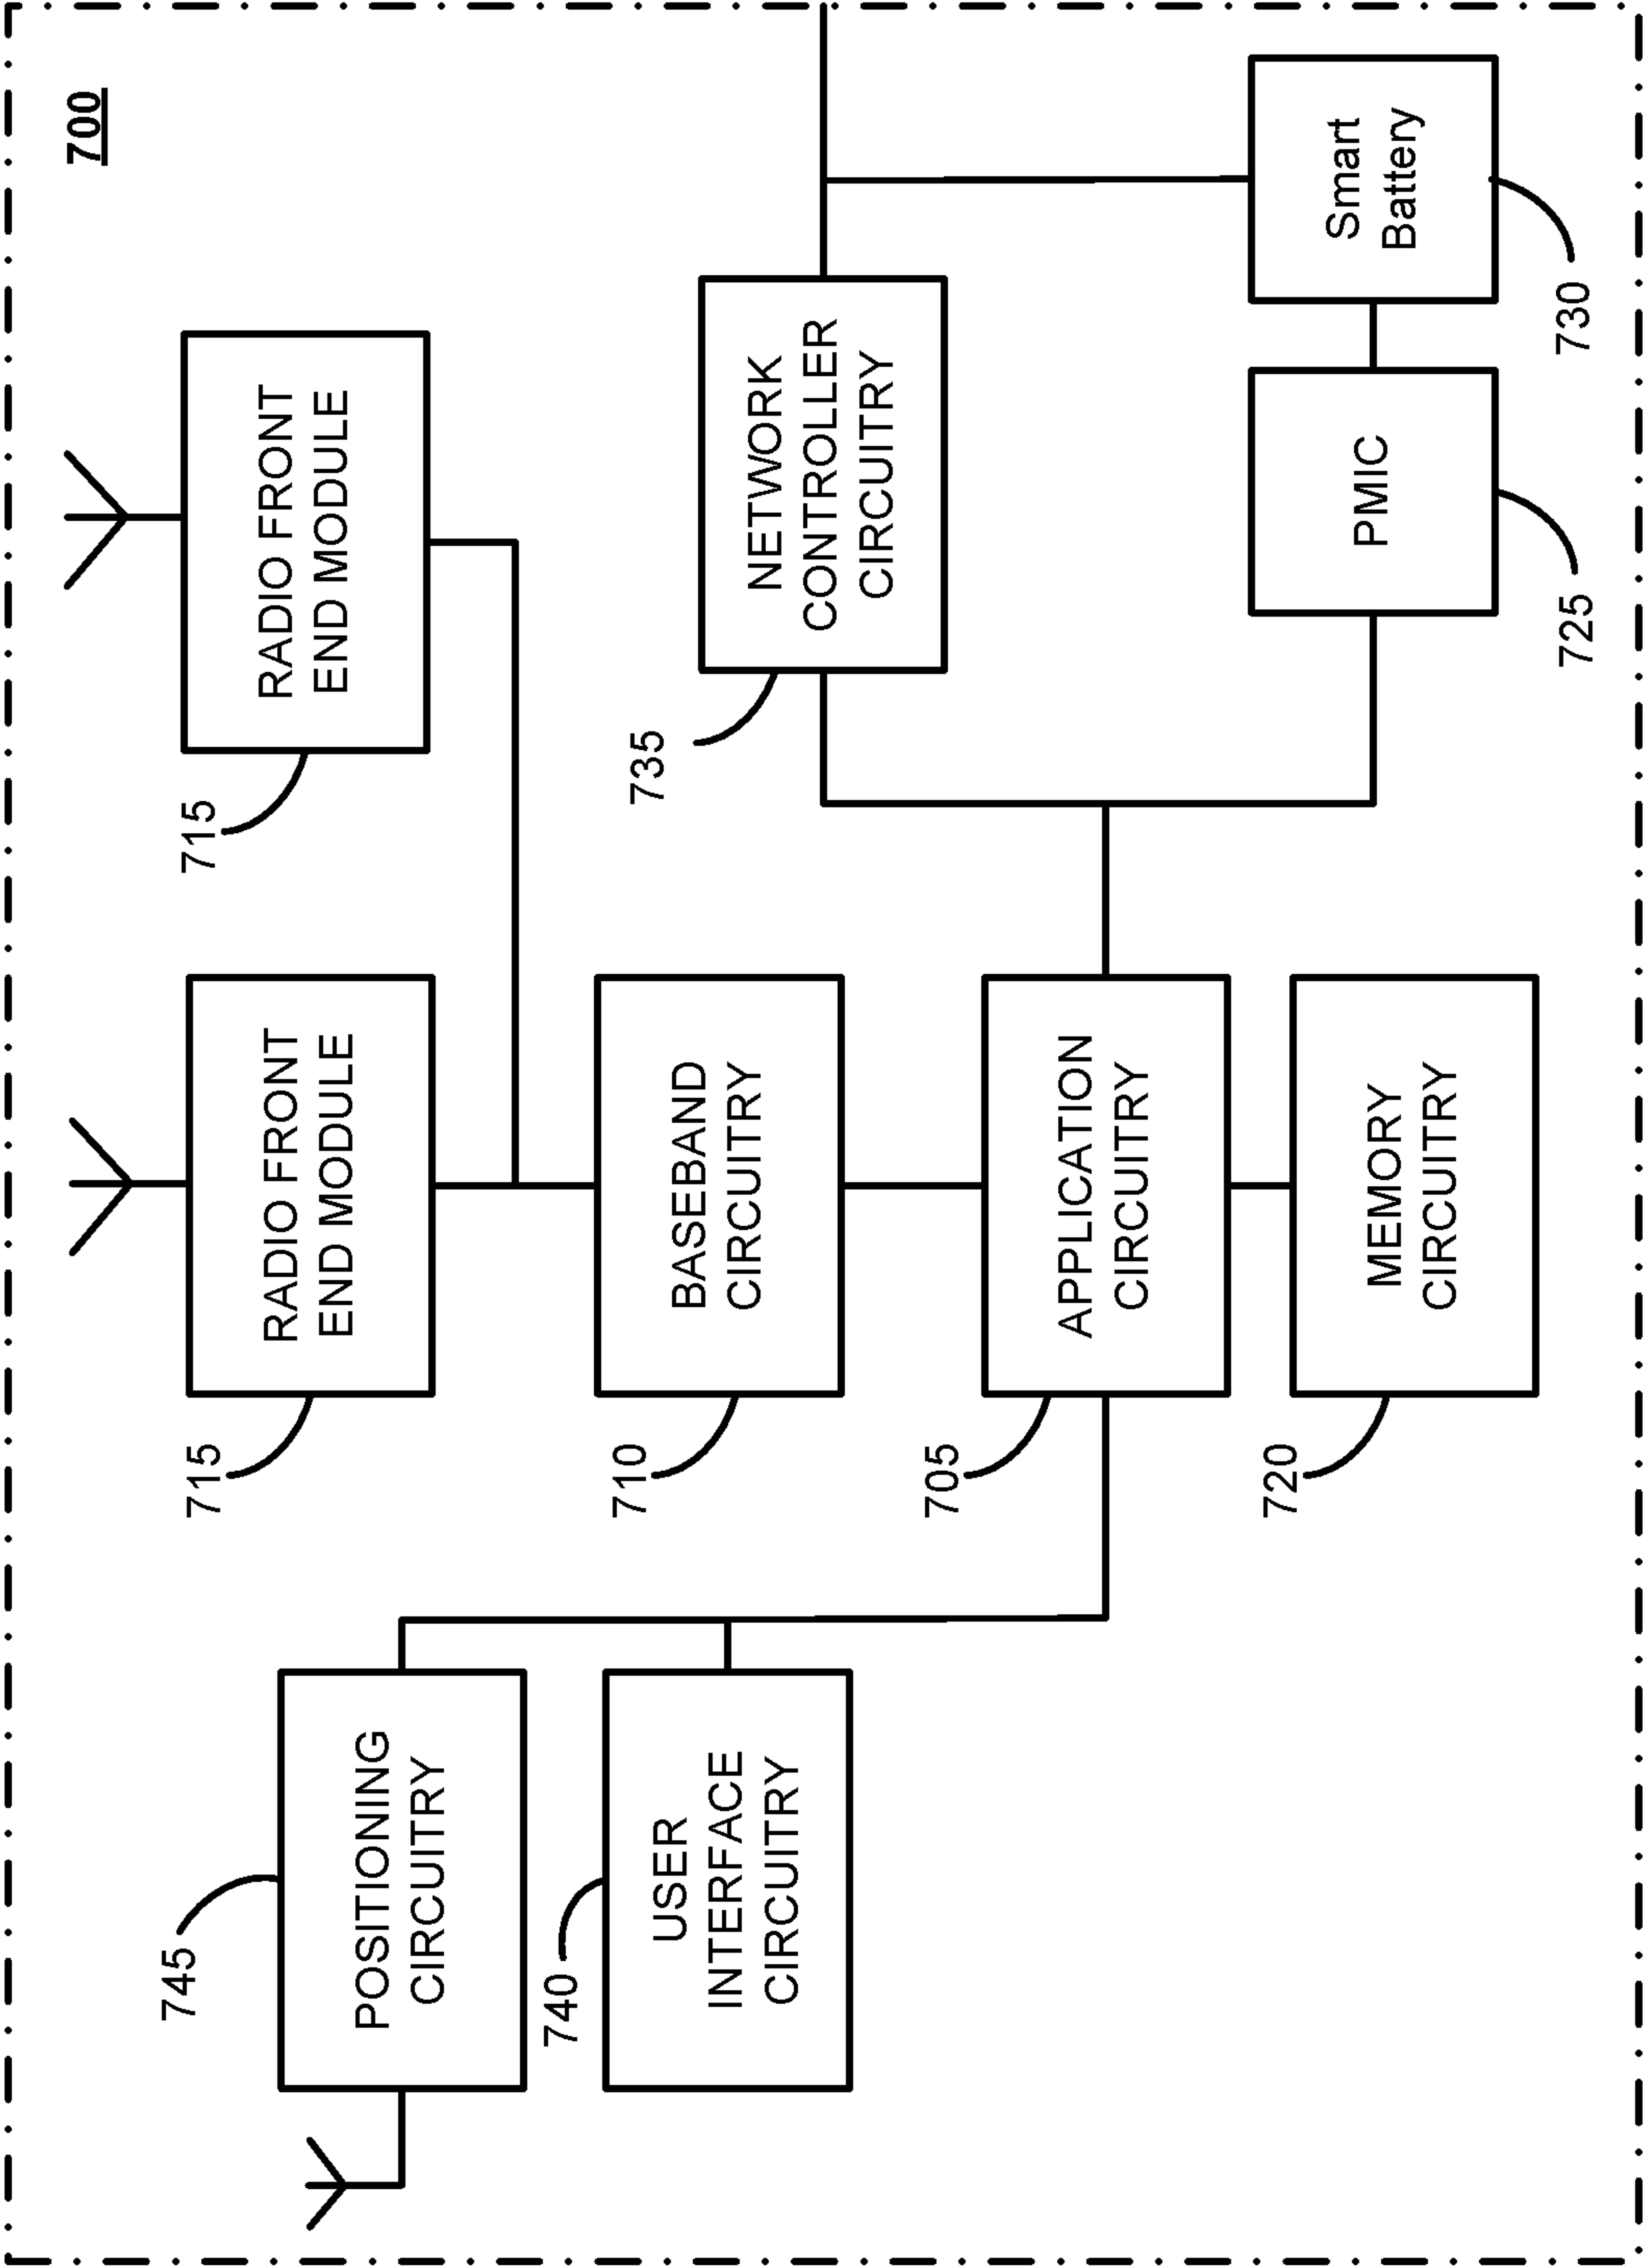 700
715
RADIO FRONT
END MODULE
715
RADIO FRONT
END MODULE
745
POSITIONING
CIRCUITRY
740
USER
INTERFACE
CIRCUITRY
710
BASEBAND
CIRCUITRY
735
NETWORK
CONTROLLER
CIRCUITRY
705
APPLICATION
CIRCUITRY
720
MEMORY
CIRCUITRY
PMIC
725
Smart
Battery
730